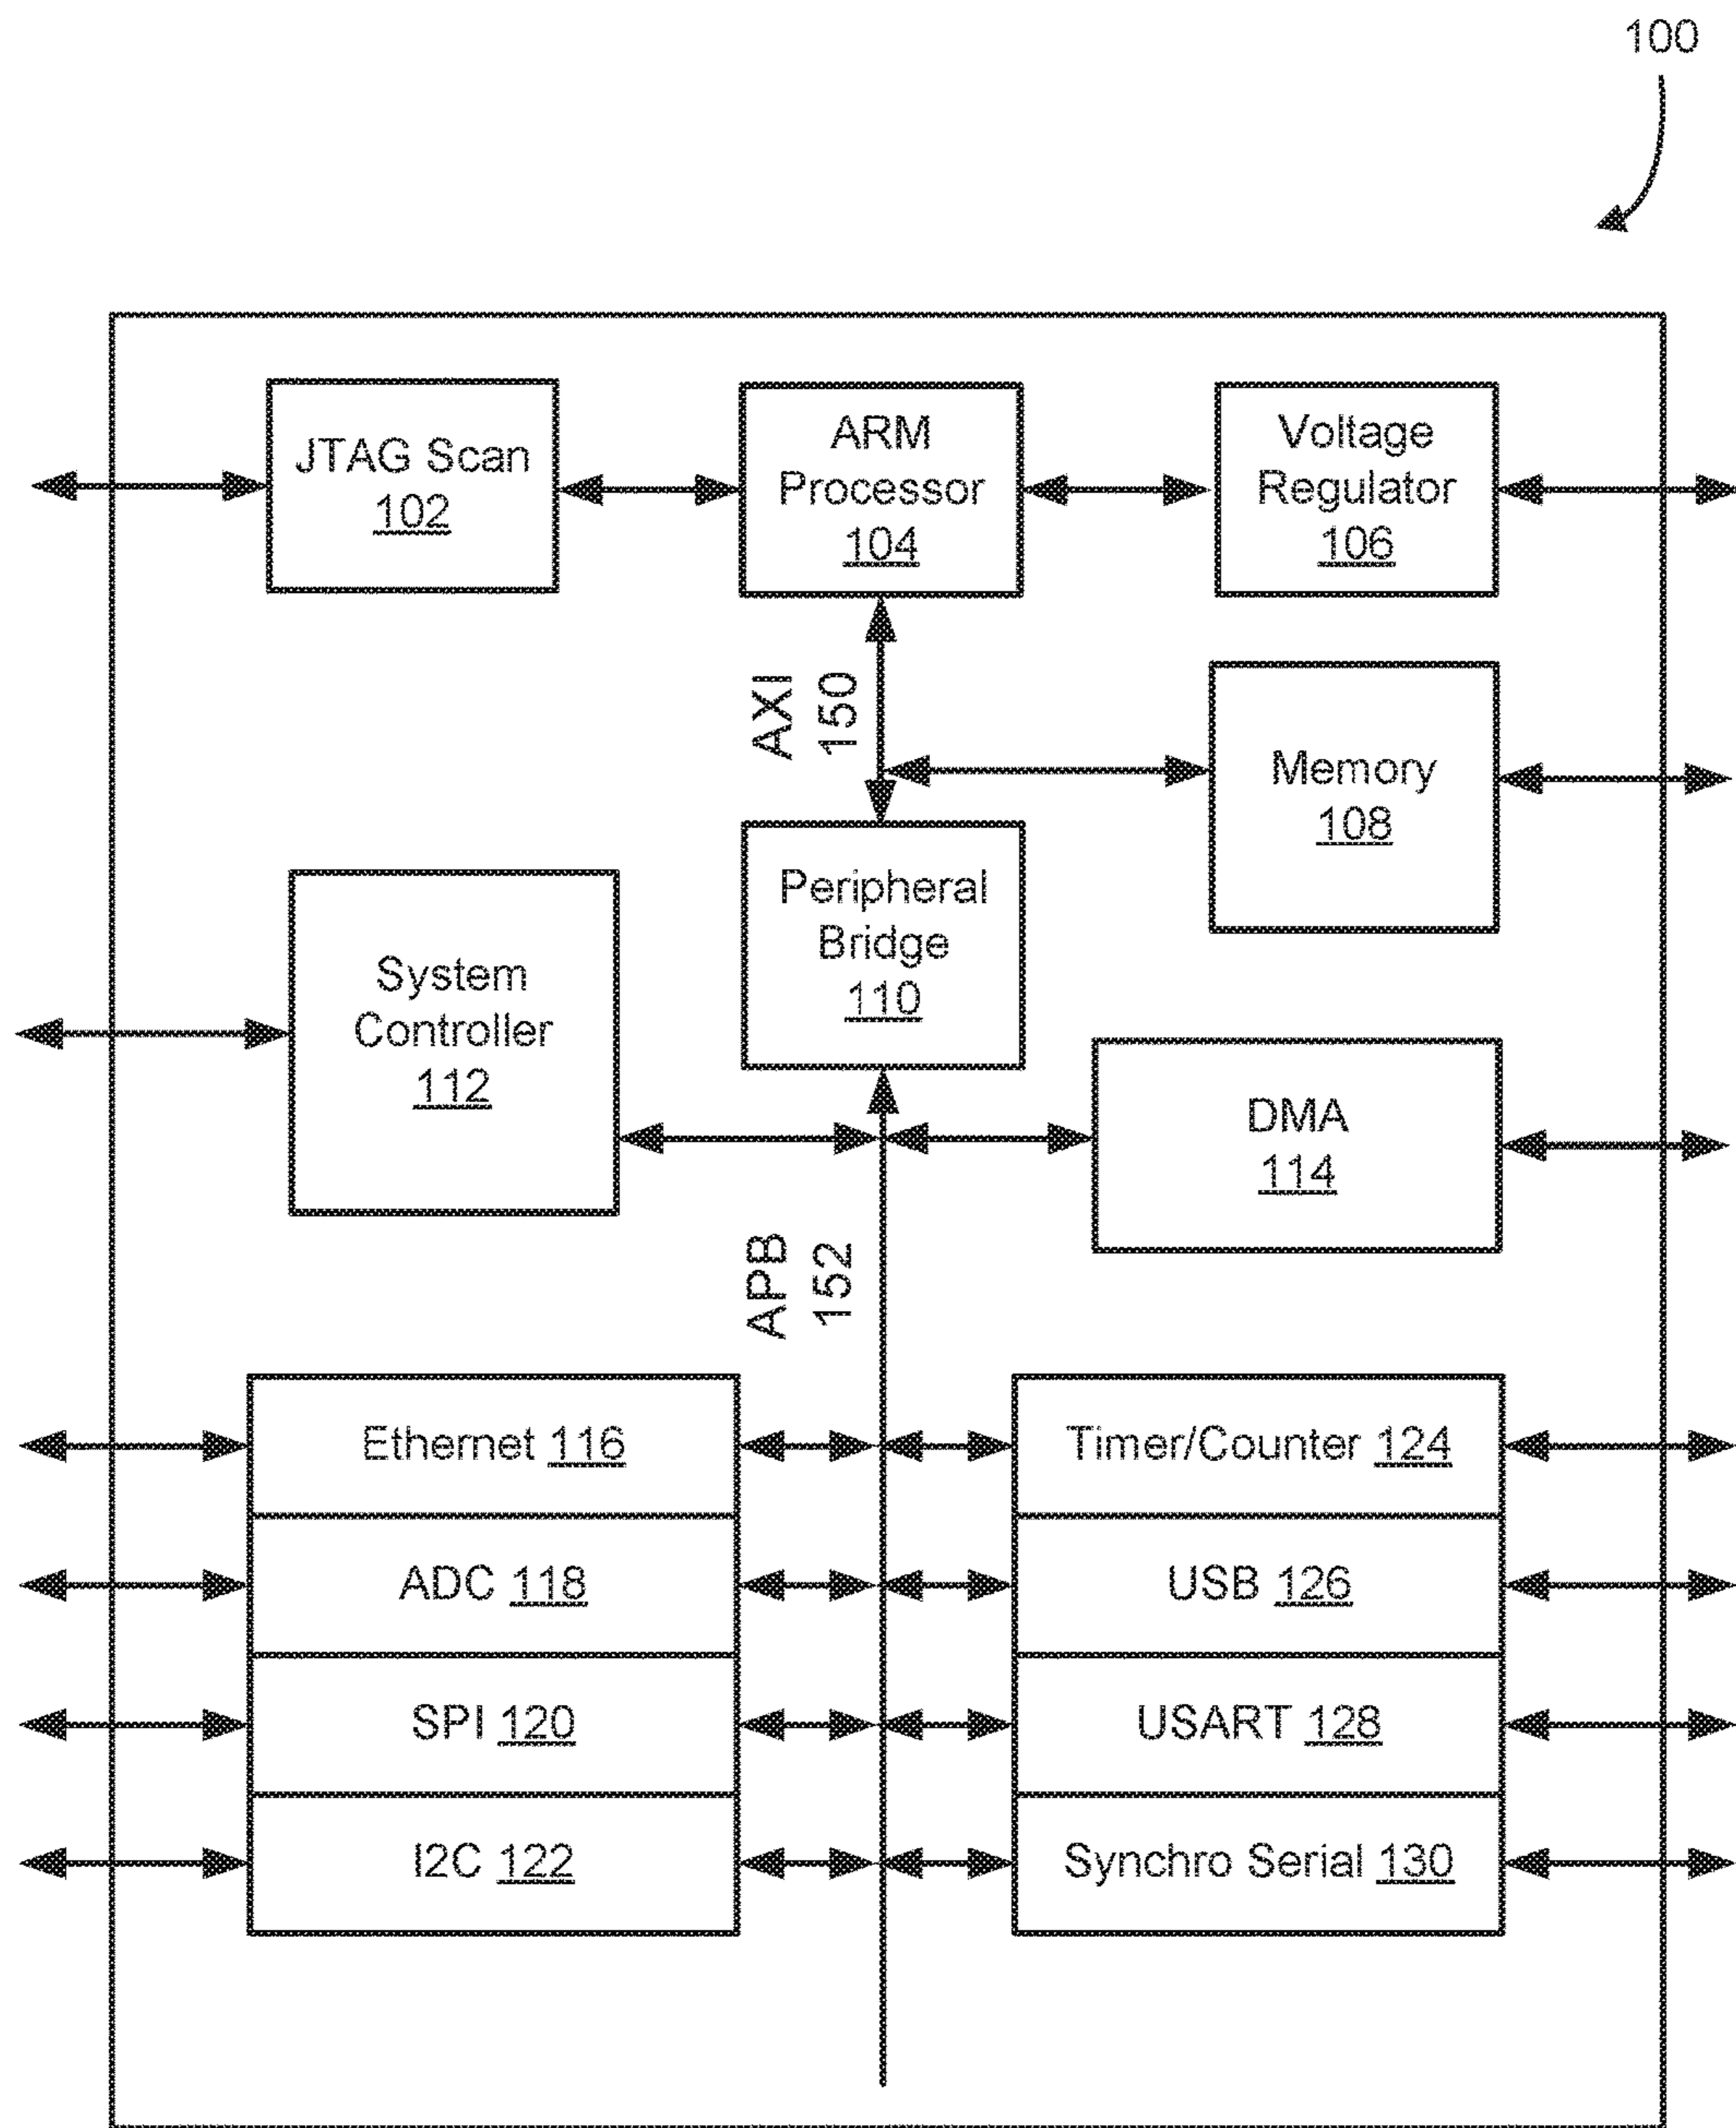 100
JTAG Scan
102
ARM
Processor
104
Voltage
Regulator
106
AXI
150
Memory
108
Peripheral
Bridge
110
System
Controller
112
DMA
114
APB
152
Ethernet 116
Timer/Counter 124
ADC 118
USB 126
SPI 120
USART 128
I2C 122
Synchro Serial 130